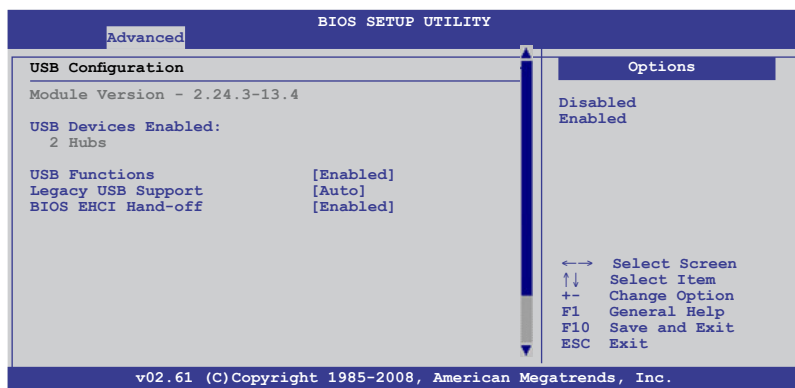 BIOS SETUP UTILITY
Advanced
USB Configuration
Module Version - 2.24.3-13.4
USB Devices Enabled:
2 Hubs
USB Functions [Enabled]
Legacy USB Support [Auto]
BIOS EHCI Hand-off [Enabled]
Options
Disabled
Enabled
←→ Select Screen
↑↓ Select Item
+- Change Option
F1 General Help
F10 Save and Exit
ESC Exit
v02.61 (C)Copyright 1985-2008, American Megatrends, Inc.